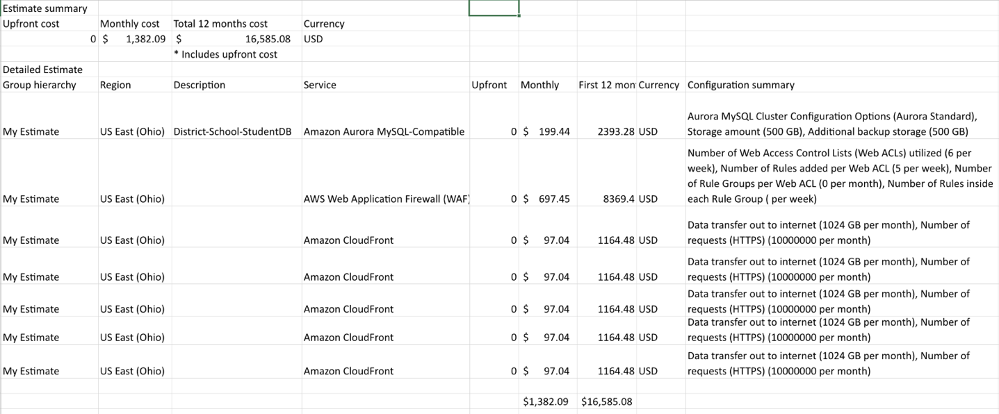 Estimate summary
Upfront cost Monthly cost Total 12 months cost Currency
0 $ 1,382.09 $ 16,585.08 USD
* Includes upfront cost
Detailed Estimate
Group hierarchy Region Description Service Upfront Monthly First 12 mon Currency Configuration summary
Aurora MySQL Cluster Configuration Options (Aurora Standard),
My Estimate US East (Ohio) District-School-StudentDB Amazon Aurora MySQL-Compatible 0 $ 199.44 2393.28 USD Storage amount (500 GB), Additional backup storage (500 GB)
Number of Web Access Control Lists (Web ACLs) utilized (6 per
week), Number of Rules added per Web ACL (5 per week), Number
of Rule Groups per Web ACL (0 per month), Number of Rules inside
My Estimate US East (Ohio) AWS Web Application Firewall (WAF) 0 $ 697.45 8369.4 USD each Rule Group ( per week)
Data transfer out to internet (1024 GB per month), Number of
My Estimate US East (Ohio) Amazon CloudFront 0 $ 97.04 1164.48 USD requests (HTTPS) (10000000 per month)
Data transfer out to internet (1024 GB per month), Number of
My Estimate US East (Ohio) Amazon CloudFront 0 $ 97.04 1164.48 USD requests (HTTPS) (10000000 per month)
Data transfer out to internet (1024 GB per month), Number of
My Estimate US East (Ohio) Amazon CloudFront 0 $ 97.04 1164.48 USD requests (HTTPS) (10000000 per month)
Data transfer out to internet (1024 GB per month), Number of
My Estimate US East (Ohio) Amazon CloudFront 0 $ 97.04 1164.48 USD requests (HTTPS) (10000000 per month)
Data transfer out to internet (1024 GB per month), Number of
My Estimate US East (Ohio) Amazon CloudFront 0 $ 97.04 1164.48 USD requests (HTTPS) (10000000 per month)
$1,382.09 $16,585.08